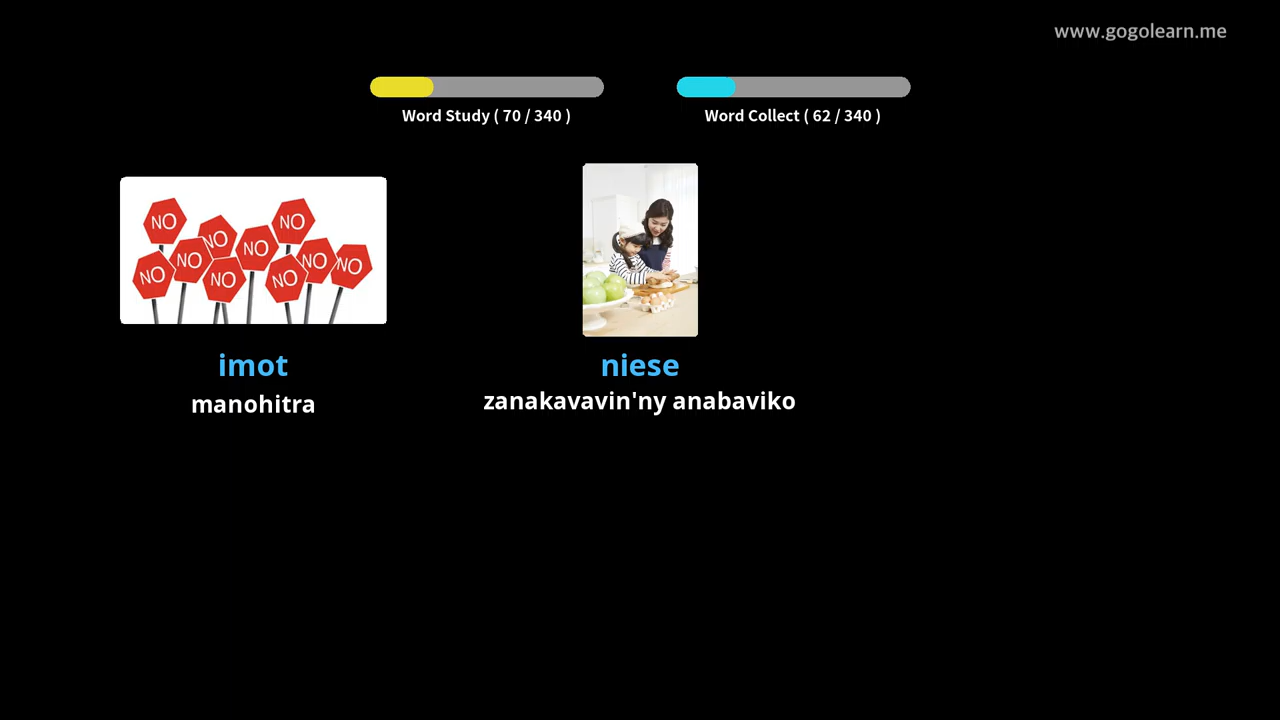 www.gogolearn.me
Word Study ( 70 / 340 )
Word Collect ( 62 / 340 )
NO
NO
NO
NO
NO
NO
NO
NO
NO
imot
manohitra
niese
zanakavavin'ny anabaviko